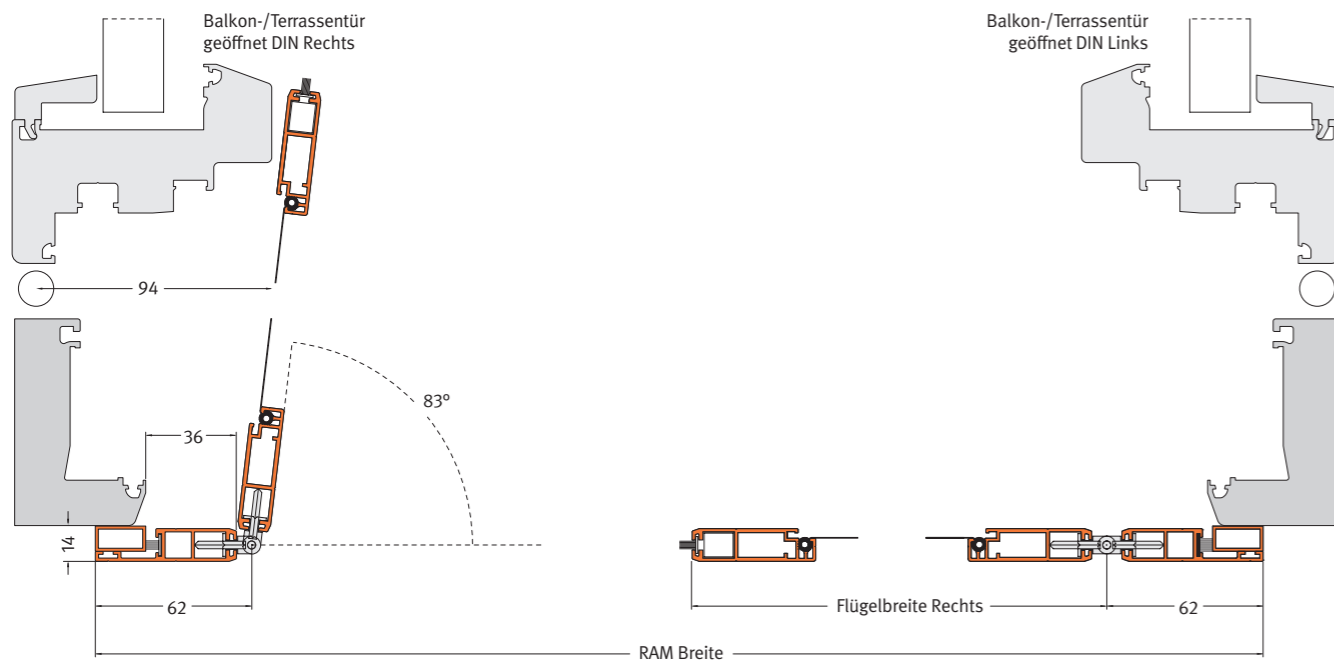 Balkon-/Terrassentür
geöffnet DIN Rechts
Balkon-/Terrassentür
geöffnet DIN Links
94
83º
36
14
62
Flügelbreite Rechts
62
RAM Breite